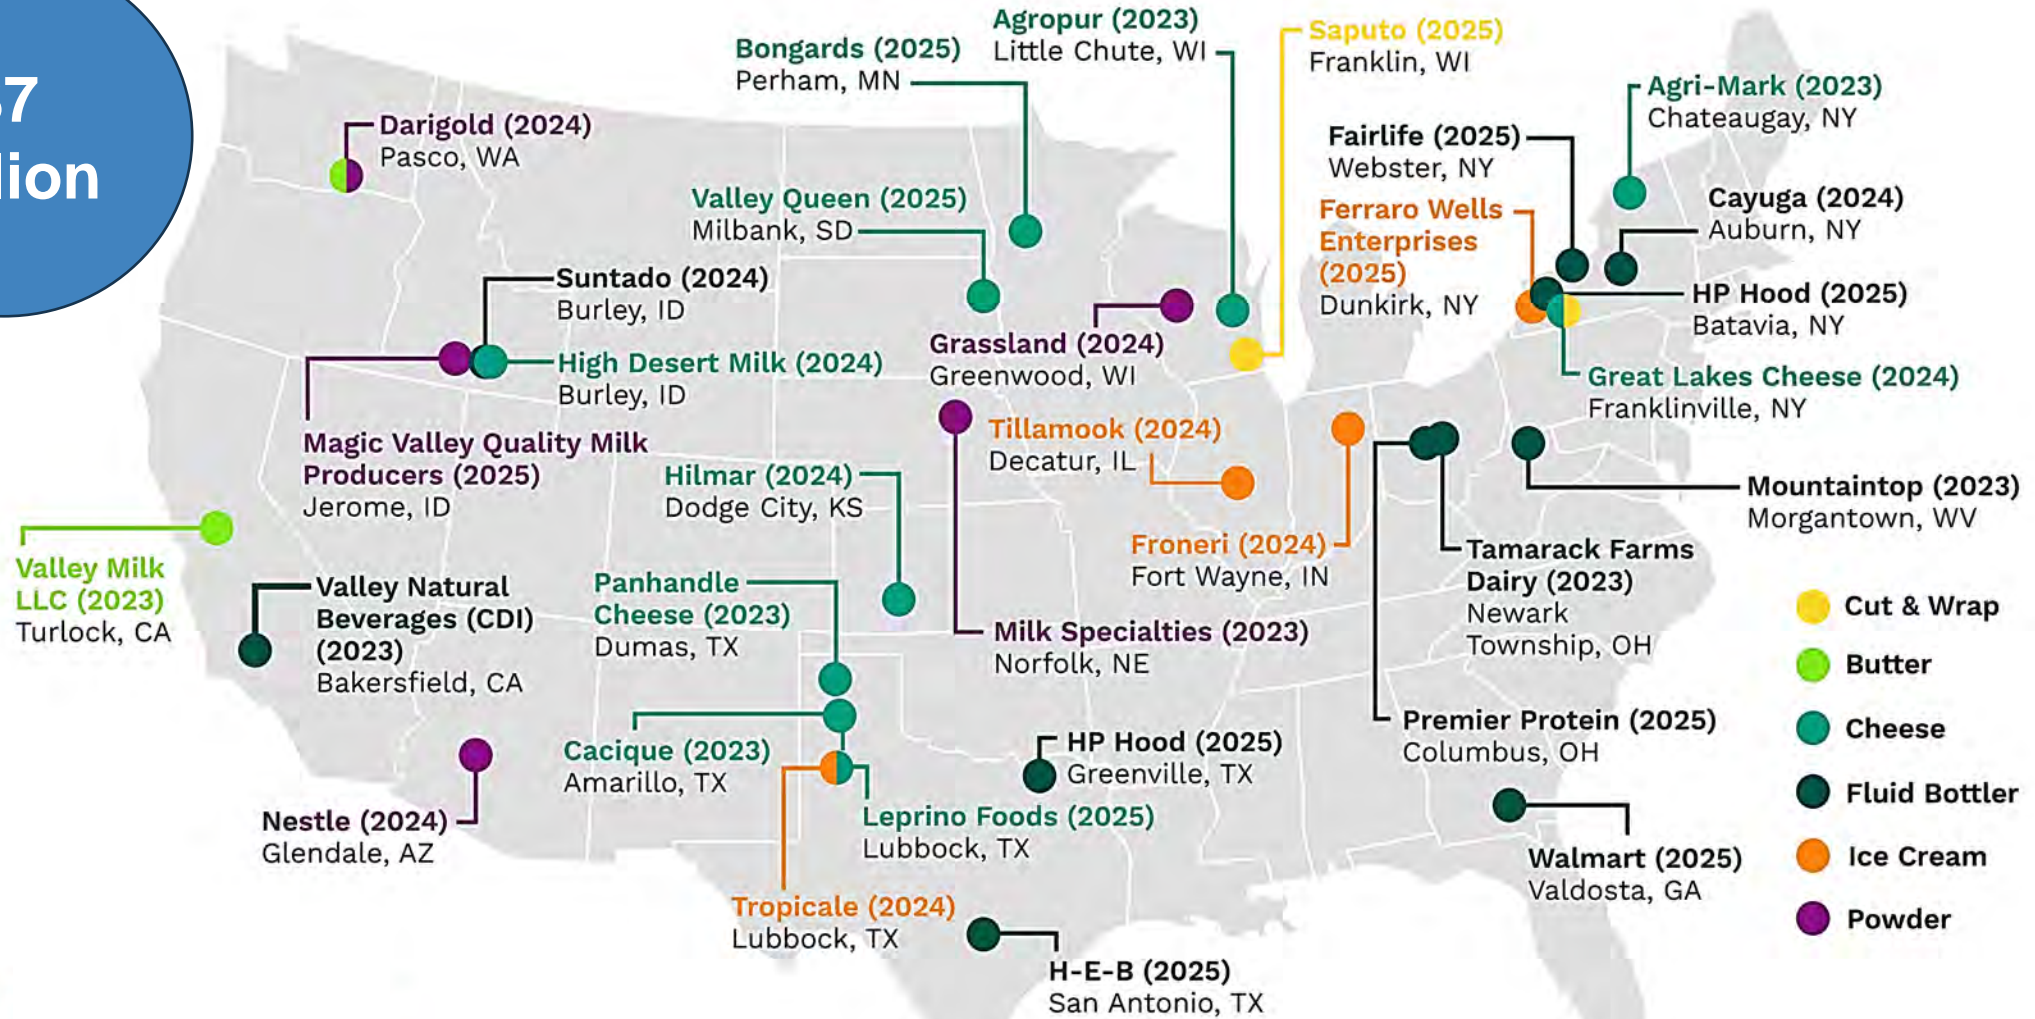 Agropur (2023)
Little Chute, WI
Bongards (2025)
Perham, MN
Saputo (2025)
Franklin, WI
7
Agri-Mark (2023)
Chateaugay, NY
Darigold (2024)
Pasco, WA
Fairlife (2025)
Webster, NY
lion
Valley Queen (2025)
Milbank, SD
Ferraro Wells
Enterprises
(2025)
Dunkirk, NY
Cayuga (2024)
Auburn, NY
Suntado (2024)
Burley, ID
HP Hood (2025)
Batavia, NY
Grassland (2024)
Greenwood, WI
High Desert Milk (2024)
Burley, ID
Great Lakes Cheese (2024)
Franklinville, NY
Magic Valley Quality Milk
Producers (2025)
Jerome, ID
Tillamook (2024)
Decatur, IL
Hilmar (2024)
Dodge City, KS
Mountaintop (2023)
Morgantown, WV
Froneri (2024)
Fort Wayne, IN
Tamarack Farms
Dairy (2023)
Newark
Township, OH
Valley Milk
LLC (2023)
Turlock, CA
Valley Natural
Beverages (CDI)
(2023)
Bakersfield, CA
Panhandle
Cheese (2023)
Dumas, TX
Milk Specialties (2023)
Norfolk, NE
Premier Protein (2025)
Columbus, OH
Cacique (2023)
Amarillo, TX
HP Hood (2025)
Greenville, TX
Nestle (2024)
Glendale, AZ
Leprino Foods (2025)
Lubbock, TX
Walmart (2025)
Valdosta, GA
Tropicale (2024)
Lubbock, TX
H-E-B (2025)
San Antonio, TX
Cut & Wrap
Butter
Cheese
Fluid Bottler
Ice Cream
Powder